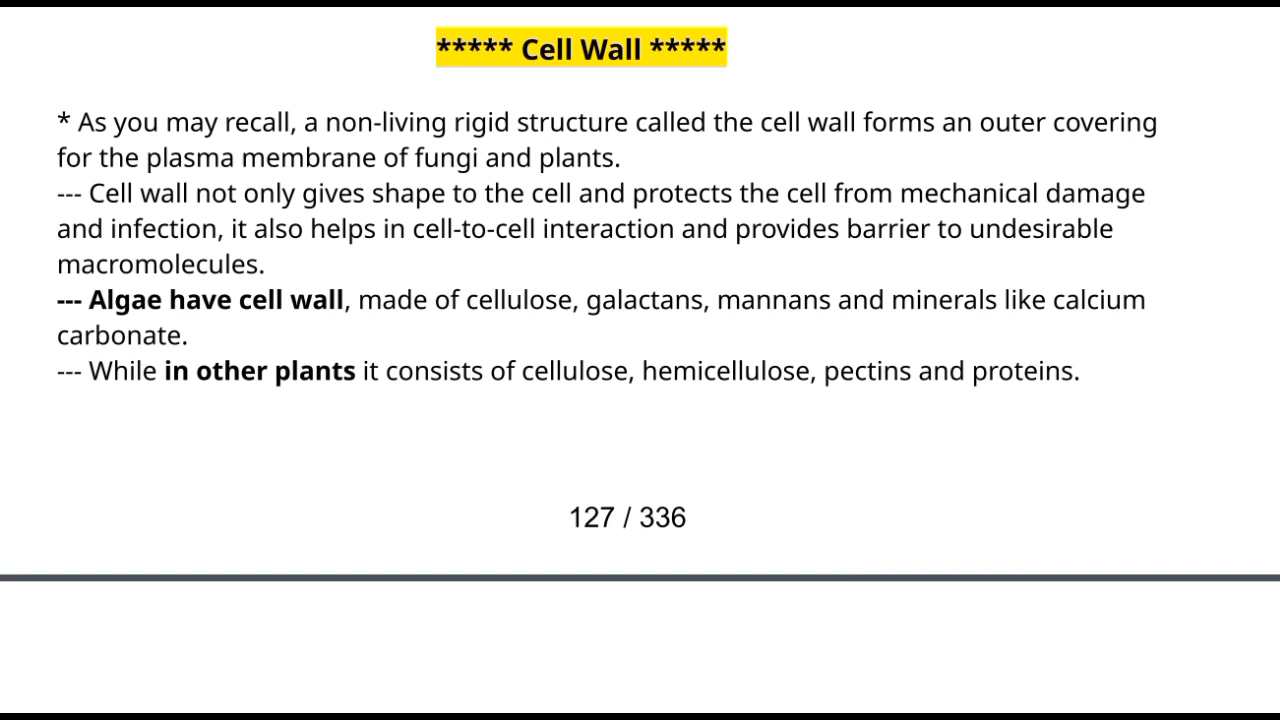 ***** Cell Wall *****
* As you may recall, a non-living rigid structure called the cell wall forms an outer covering
for the plasma membrane of fungi and plants.
--- Cell wall not only gives shape to the cell and protects the cell from mechanical damage
and infection, it also helps in cell-to-cell interaction and provides barrier to undesirable
macromolecules.
--- Algae have cell wall, made of cellulose, galactans, mannans and minerals like calcium
carbonate.
--- While in other plants it consists of cellulose, hemicellulose, pectins and proteins.
127 / 336